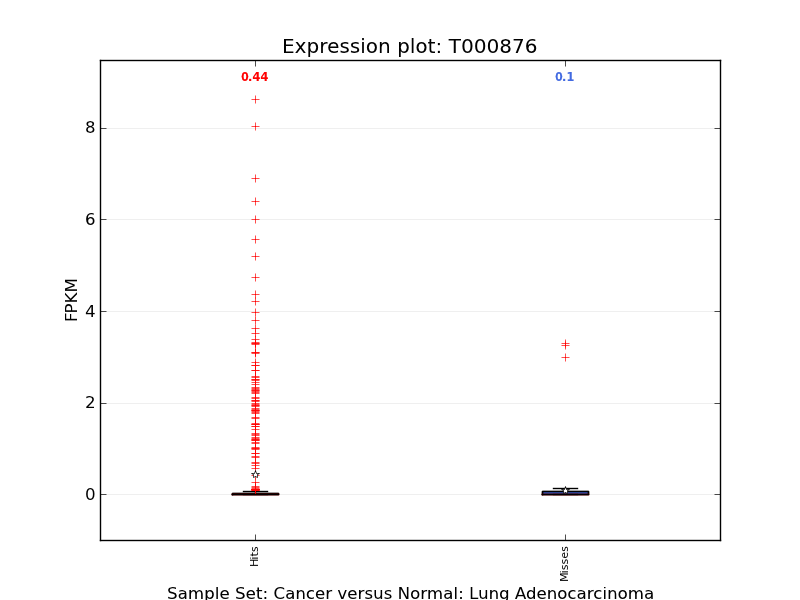 Expression plot: T000876
0.44
0.1
8
6
4
2
0
FPKM
Hits
Misses
Sample Set: Cancer versus Normal: Lung Adenocarcinoma